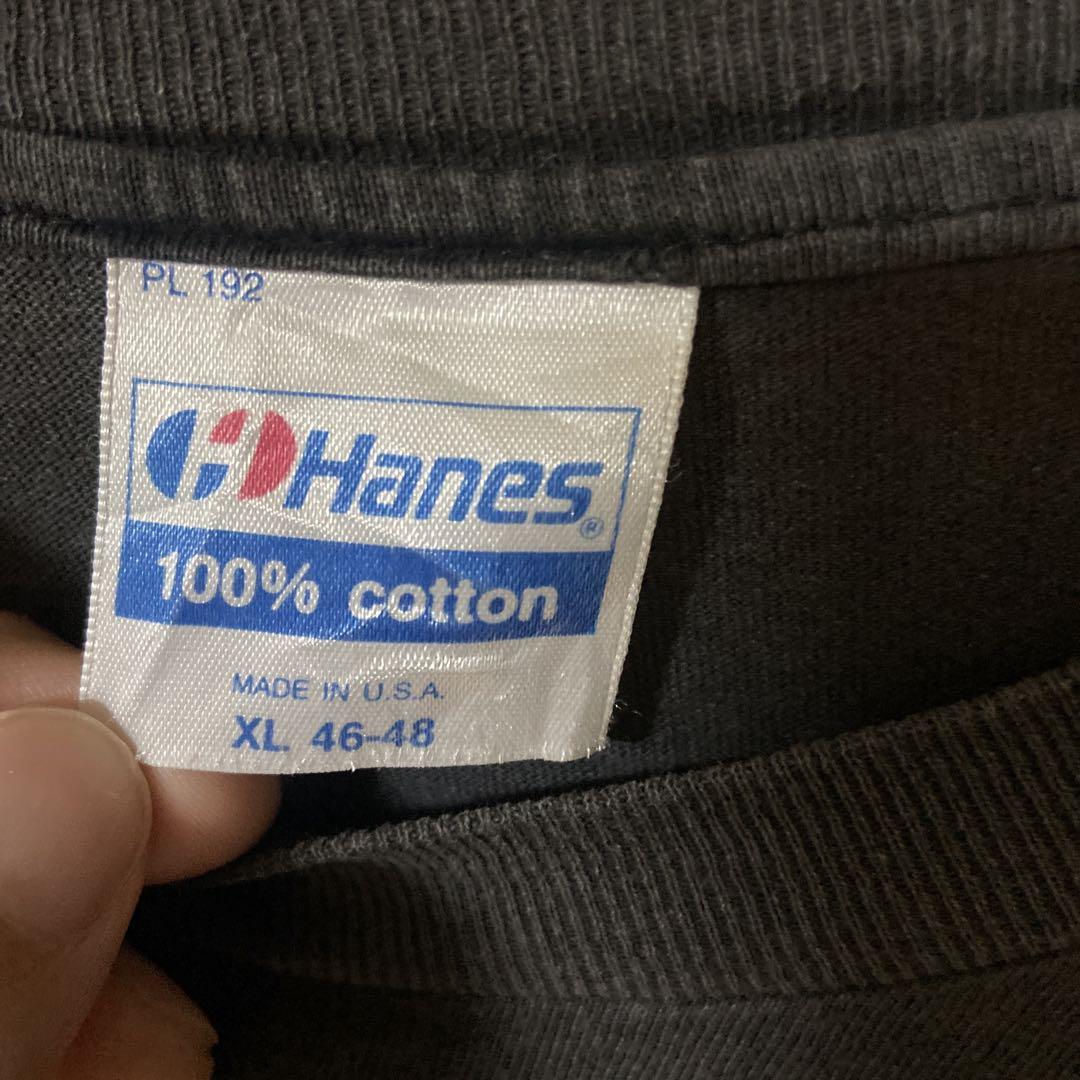 PL 192
Hanes®
100% cotton
MADE IN U.S.A.
XL 46-48